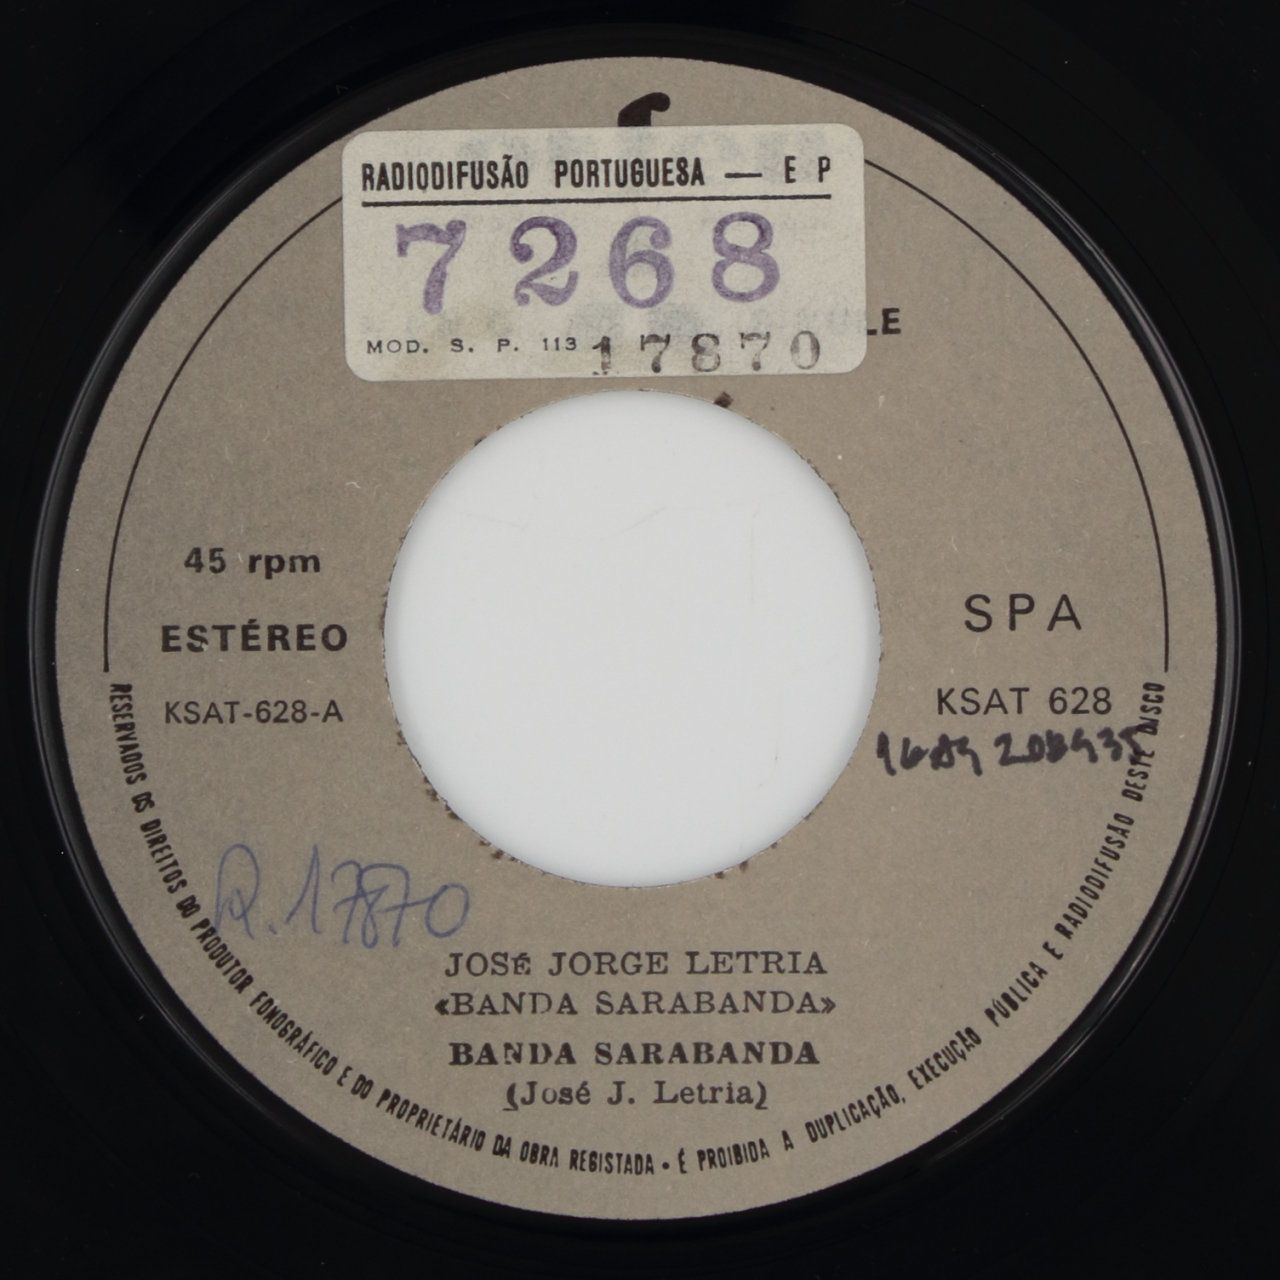 RADIODIFUSÃO PORTUGUESA — E P
7268
MOD. S. P. 113
17870
45 rpm
ESTÉREO
KSAT-628-A
SPA
KSAT 628
R.17870
JOSÉ JORGE LETRIA
«BANDA SARABANDA»
BANDA SARABANDA
(José J. Letria)
RESERVADOS OS DIREITOS DO PRODUTOR FONOGRÁFICO E DO PROPRIETÁRIO DA OBRA REGISTADA • É PROIBIDA A DUPLICAÇÃO, EXECUÇÃO PÚBLICA E RADIODIFUSÃO DESTE DISCO